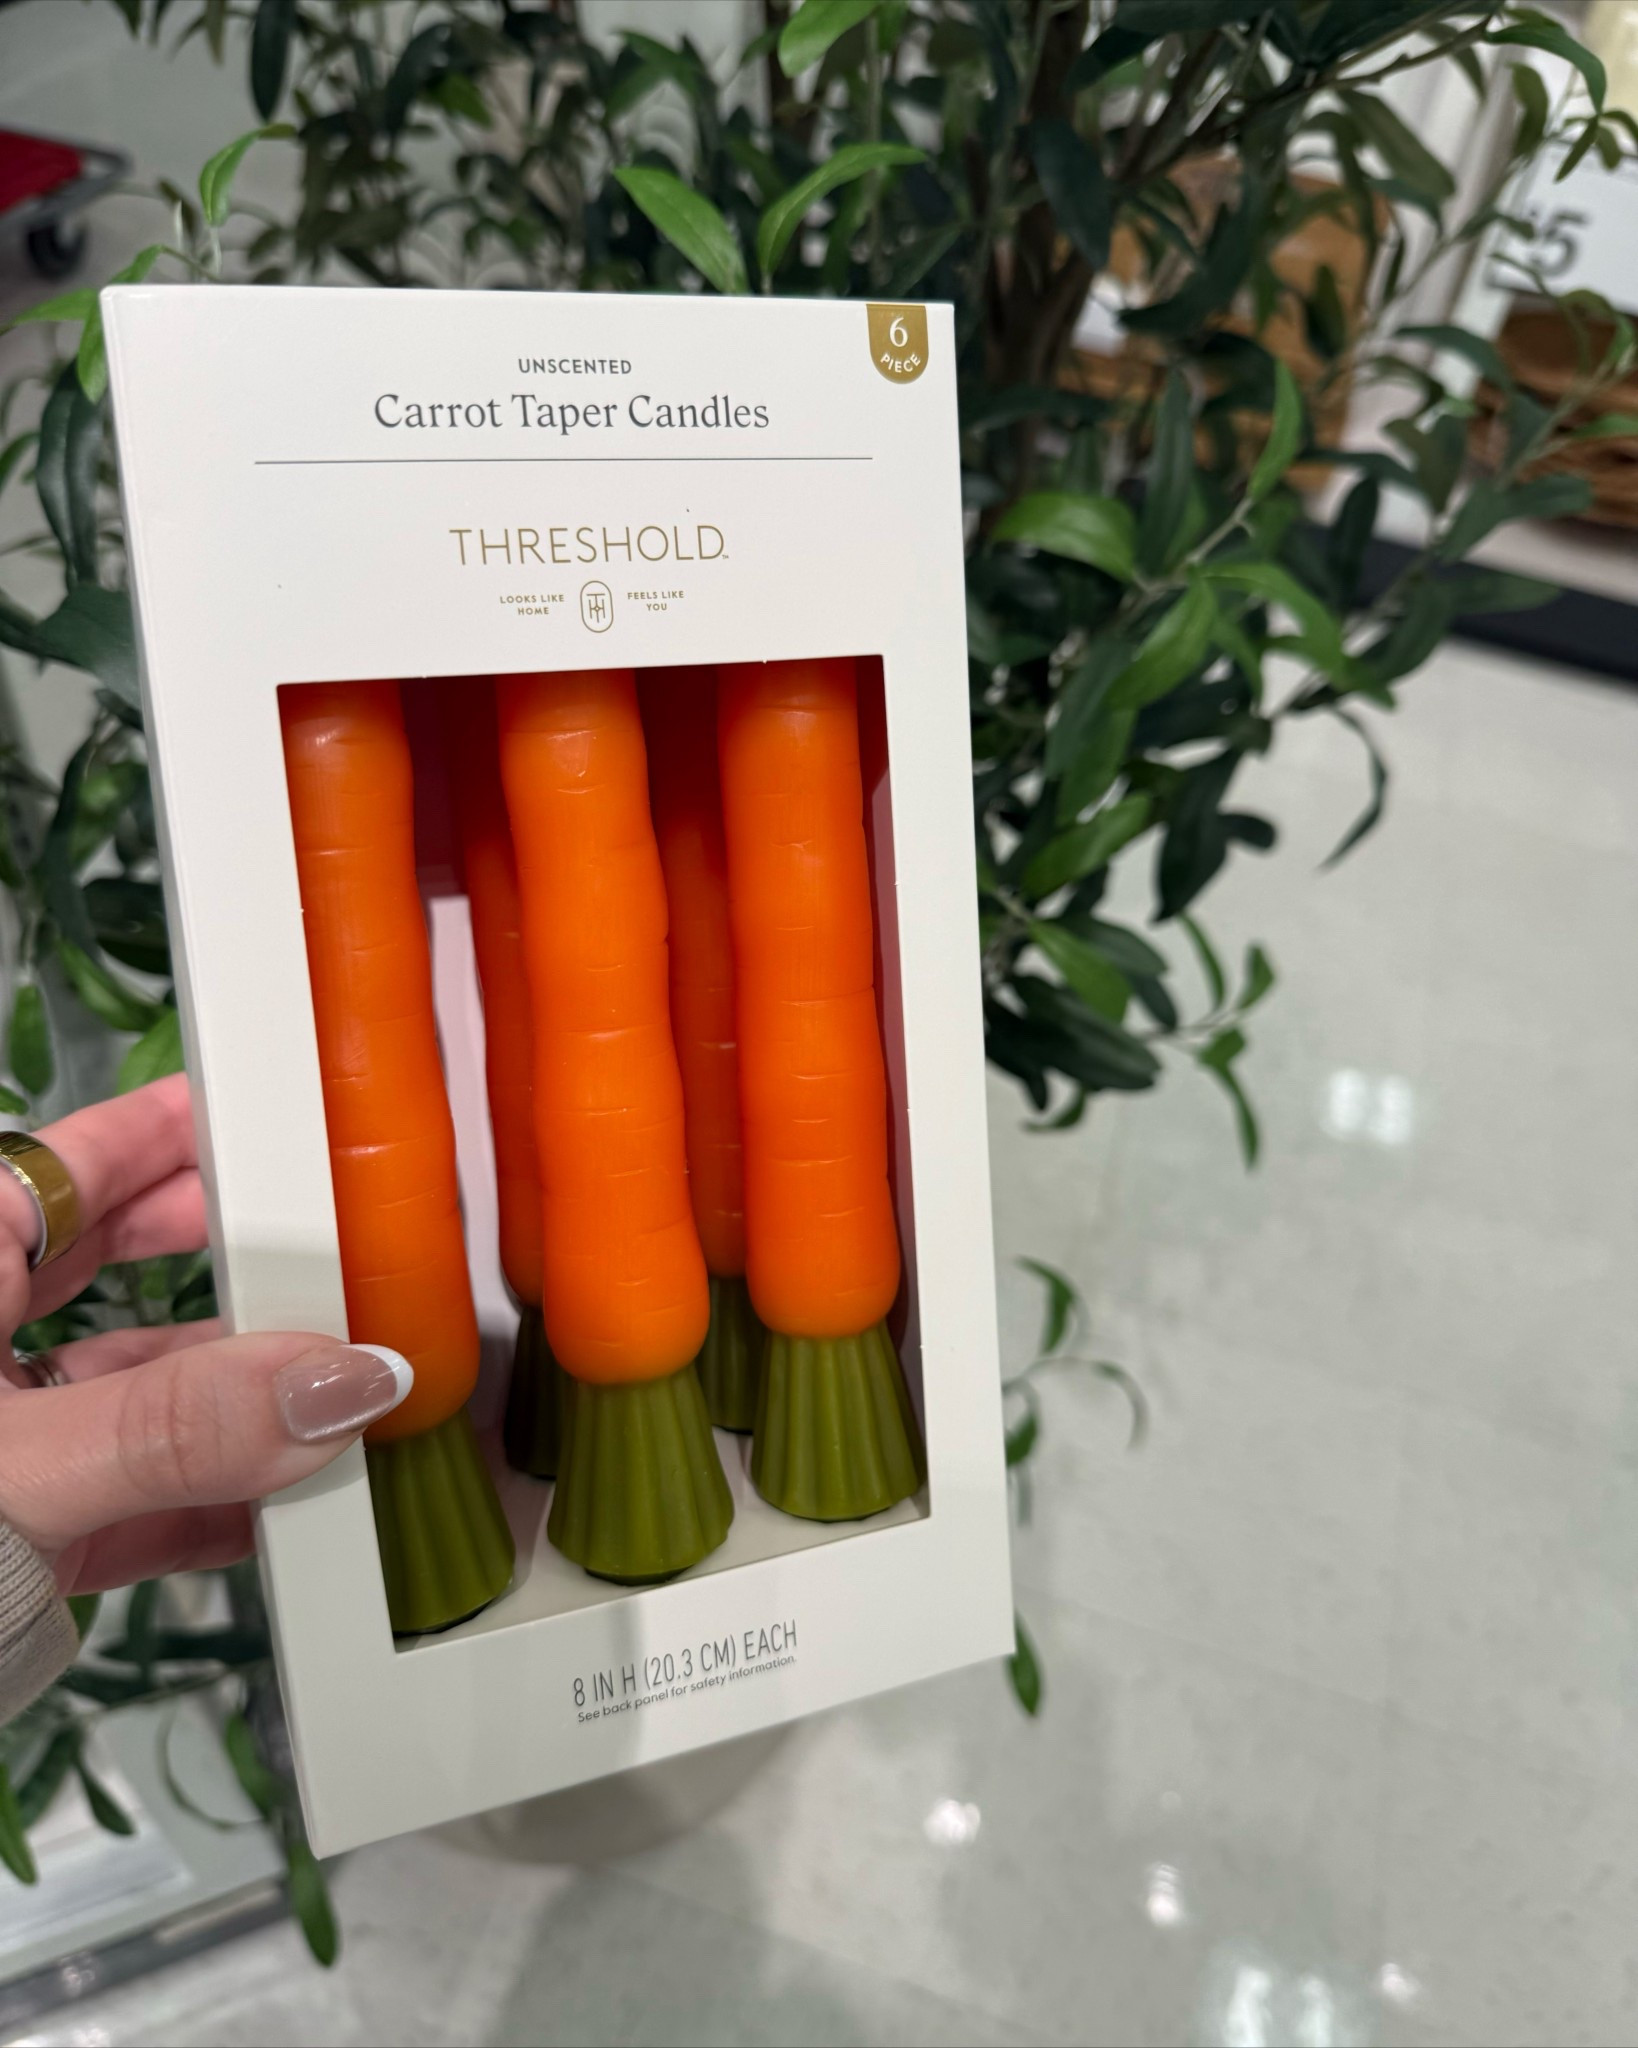 6
PIECE
UNSCENTED
Carrot Taper Candles
THRESHOLD™
LOOKS LIKE
HOME
FEELS LIKE
YOU
8 IN H (20.3 CM) EACH
See back panel for safety information.